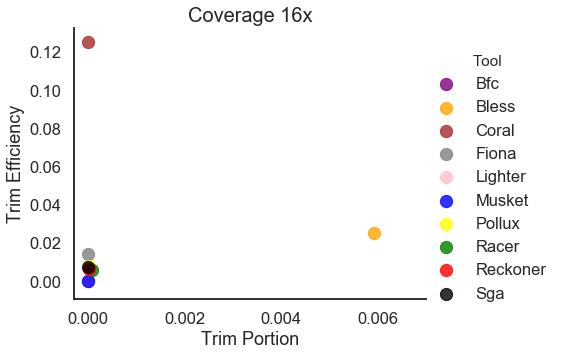 Coverage 16x
Trim Efficiency
0.12
0.10
0.08
0.06
0.04
0.02
0.00
0.000
0.002
0.004
0.006
Trim Portion
Tool
Bfc
Bless
Coral
Fiona
Lighter
Musket
Pollux
Racer
Reckoner
Sga